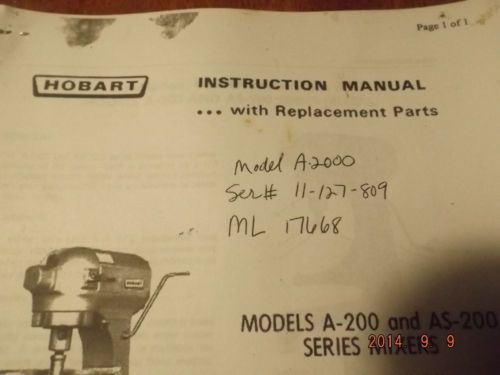 Page 1 of 1
HOBART
INSTRUCTION MANUAL
... with Replacement Parts
Model A-2000
Ser# 11-127-809
ML 17668
HOBART
MODELS A-200 and AS-200
SERIES MIXERS
2014 9 9